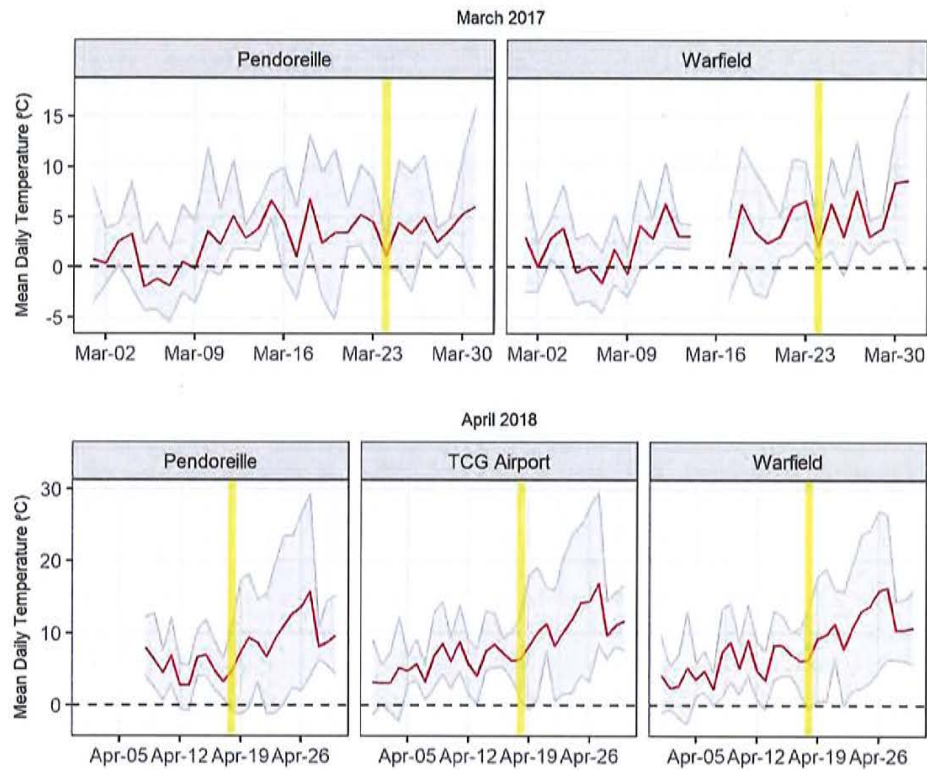 March 2017
Pendoreille Warfield
Mean Daily Temperature (ºC)
15
10
5
0
-5
Mar-02 Mar-09 Mar-16 Mar-23 Mar-30 Mar-02 Mar-09 Mar-16 Mar-23 Mar-30
April 2018
Pendoreille TCG Airport Warfield
Mean Daily Temperature (ºC)
30
20
10
0
Apr-05 Apr-12 Apr-19 Apr-26 Apr-05 Apr-12 Apr-19 Apr-26 Apr-05 Apr-12 Apr-19 Apr-26